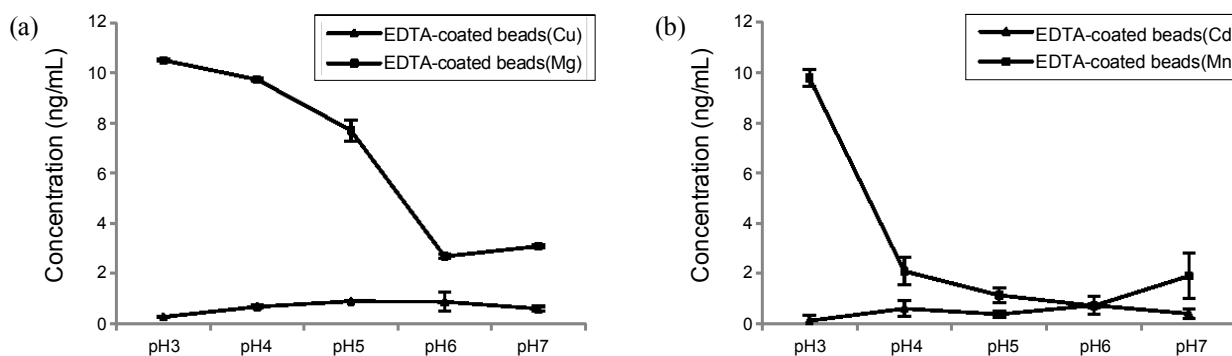 (a)
12
10
8
6
4
2
0
Concentration (ng/mL)
EDTA-coated beads(Cu)
EDTA-coated beads(Mg)
pH3 pH4 pH5 pH6 pH7
(b)
12
10
8
6
4
2
0
Concentration (ng/mL)
EDTA-coated beads(Cd
EDTA-coated beads(Mn
pH3 pH4 pH5 pH6 pH7